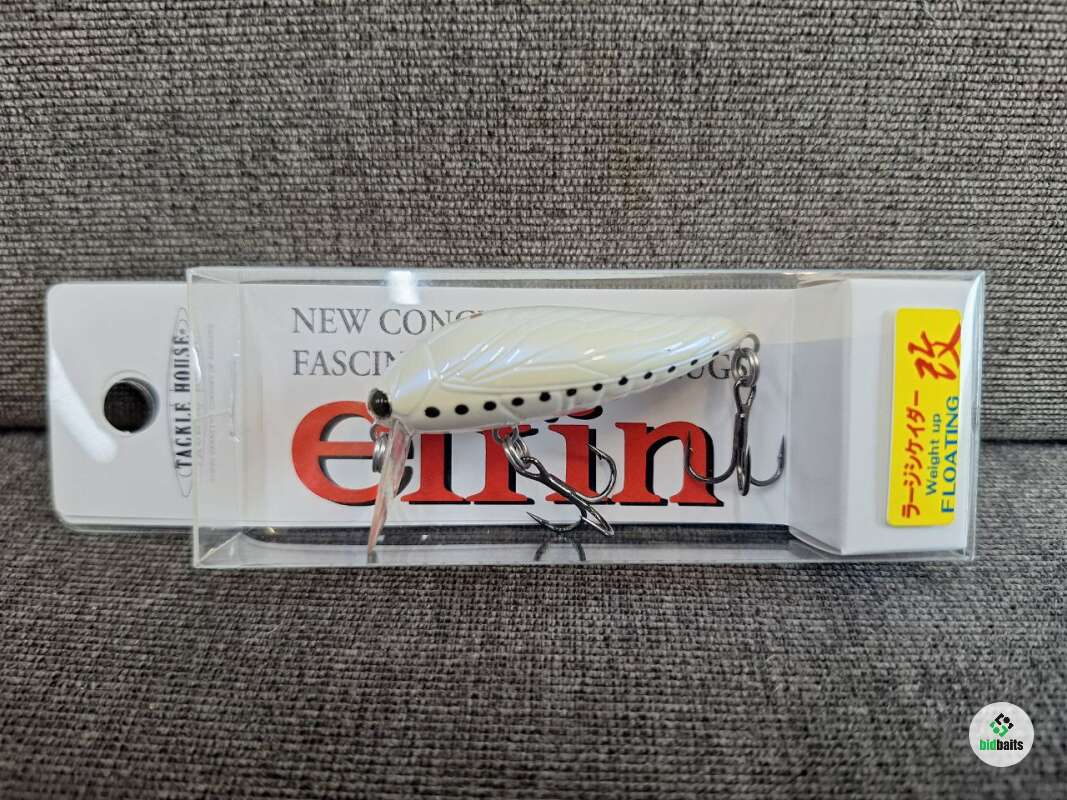 TACKLE HOUSE
NEW CONC
FASCIN UGS
elfin
ラージシケイダー 改
Weight up
FLOATING
bidbaits